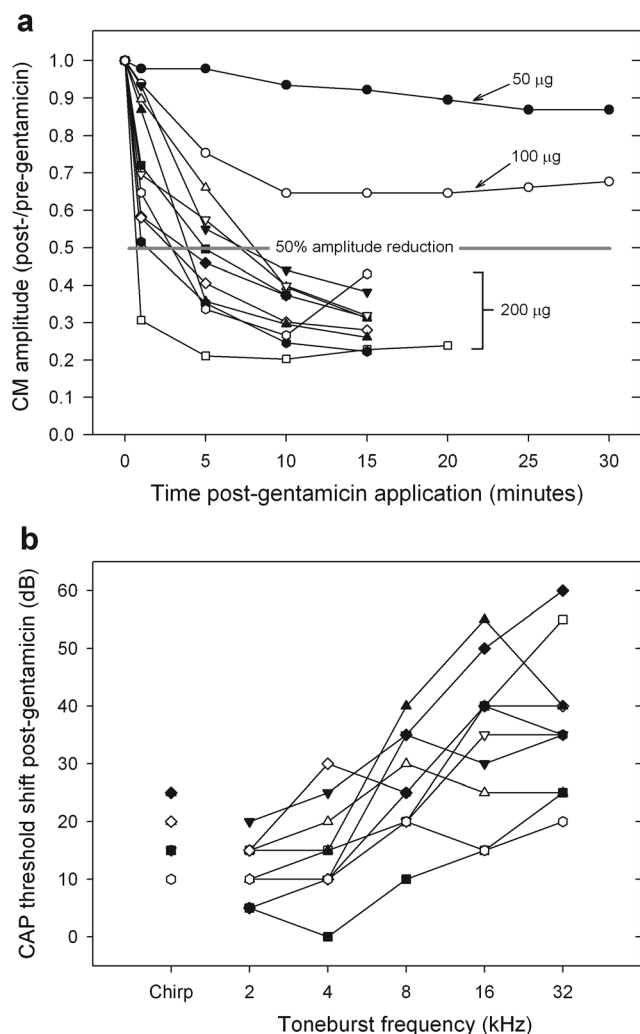 a
CM amplitude (post-/pre-gentamicin)
1.0
0.9
0.8
0.7
0.6
0.5
0.4
0.3
0.2
0.1
0.0
50 µg
100 µg
50% amplitude reduction
200 µg
0 5 10 15 20 25 30
Time post-gentamicin application (minutes)
b
CAP threshold shift post-gentamicin (dB)
60
50
40
30
20
10
0
Chirp 2 4 8 16 32
Toneburst frequency (kHz)